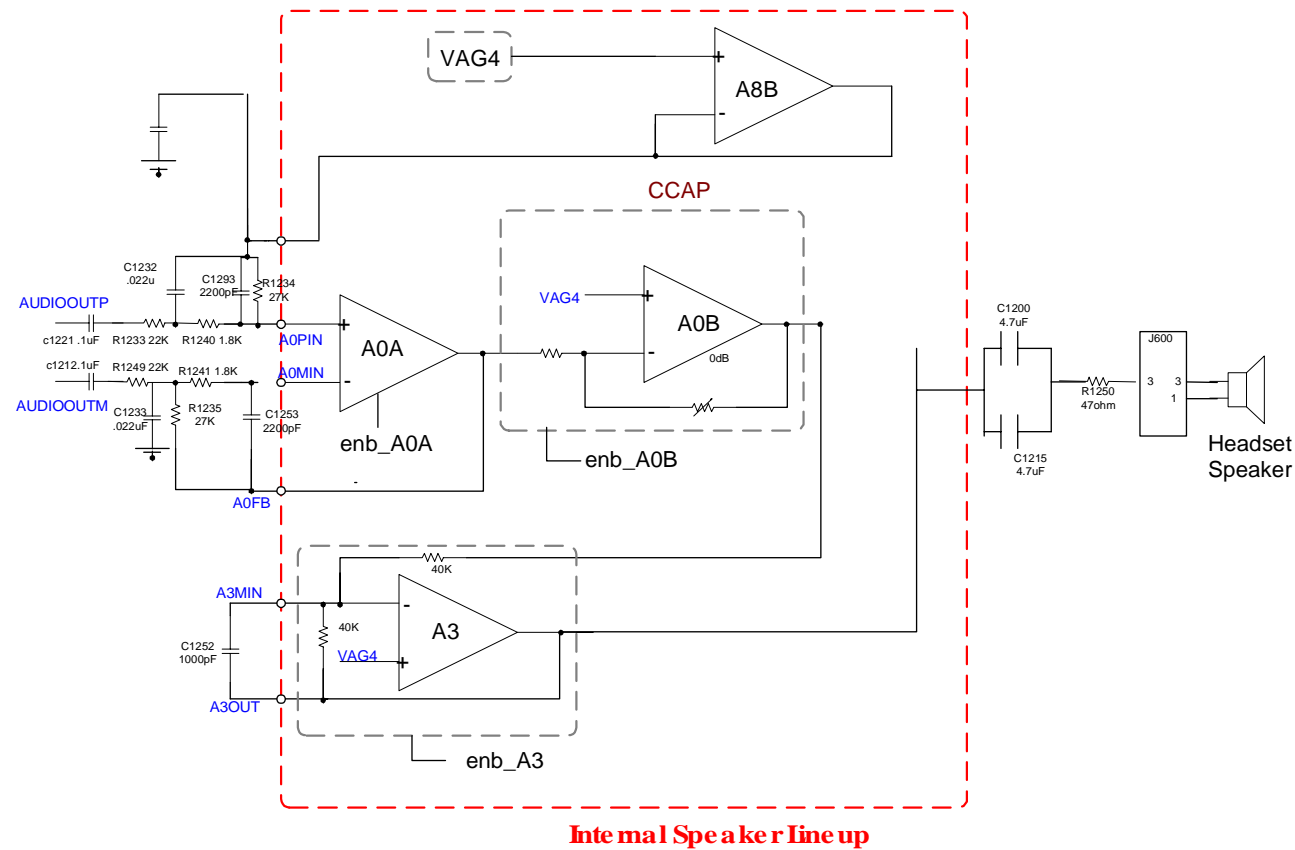 VAG4
+
A8B
-
CCAP
C1232
.022u
C1293
2200pF
R1234
27K
AUDIOOUTP
c1221 .1uF
R1233 22K
R1240 1.8K
A0PIN
+
A0A
VAG4
+
A0B
0dB
-
C1200
4.7uF
J600
c1212.1uF
R1249 22K
R1241 1.8K
A0MIN
-
AUDIOOUTM
C1233
.022uF
R1235
27K
C1253
2200pF
enb_A0A
enb_A0B
R1250
47ohm
3
3
1
C1215
4.7uF
Headset
Speaker
A0FB
-
40K
A3MIN
-
40K
A3
C1252
1000pF
VAG4
+
A3OUT
enb_A3
Internal Speaker Line up